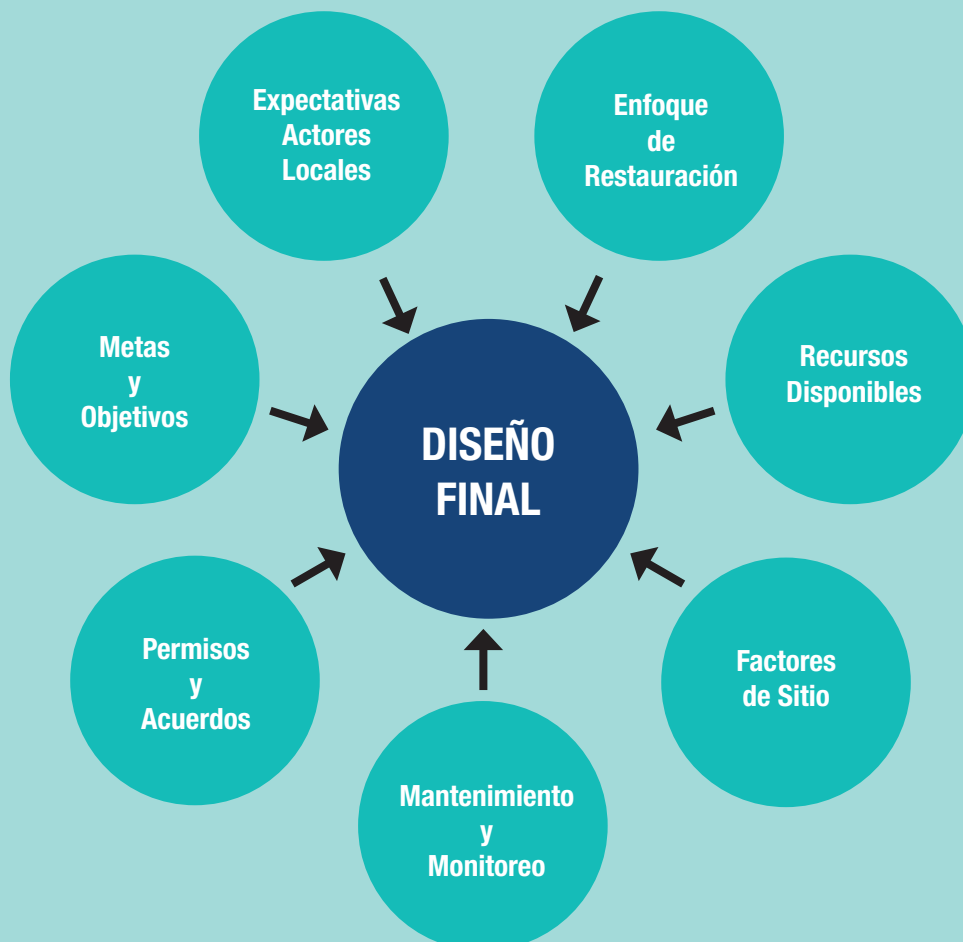 Expectativas
Actores
Locales
Enfoque
de
Restauración
Metas
y
Objetivos
Recursos
Disponibles
DISEÑO
FINAL
Permisos
y
Acuerdos
Factores
de Sitio
Mantenimiento
y
Monitoreo